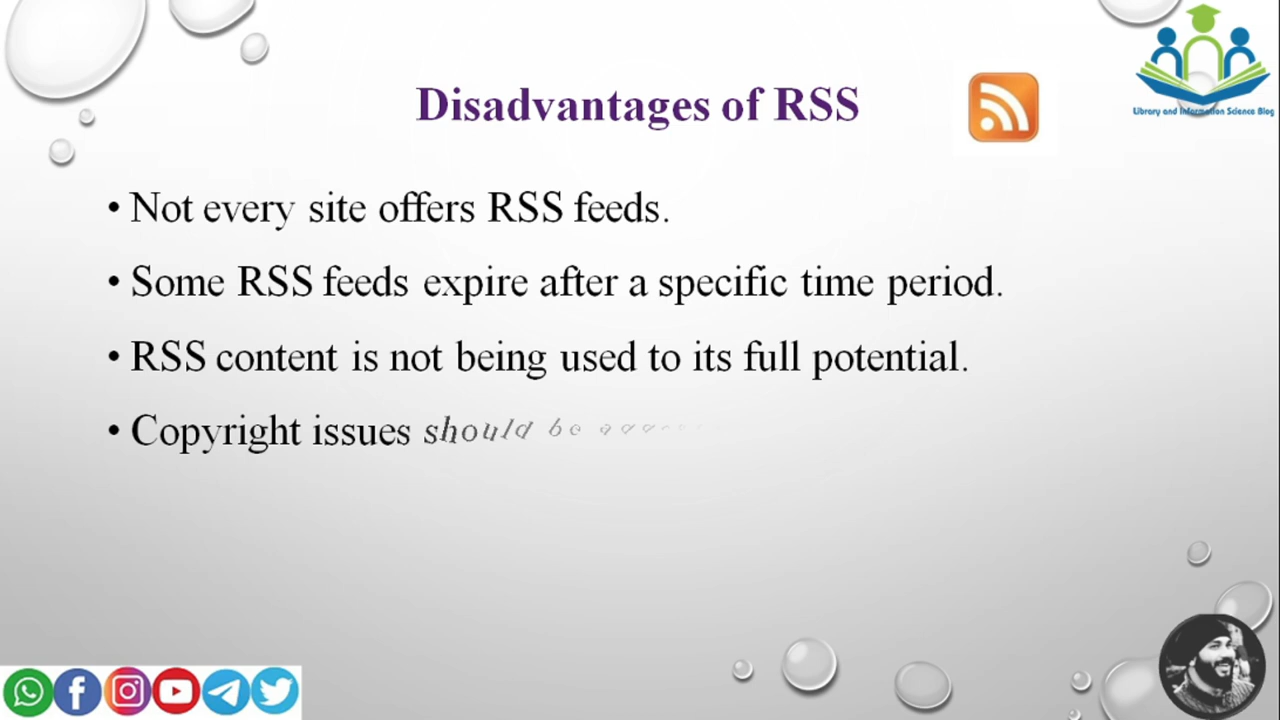 Disadvantages of RSS
Library and Information Science Blog
• Not every site offers RSS feeds.
• Some RSS feeds expire after a specific time period.
• RSS content is not being used to its full potential.
• Copyright issues should be